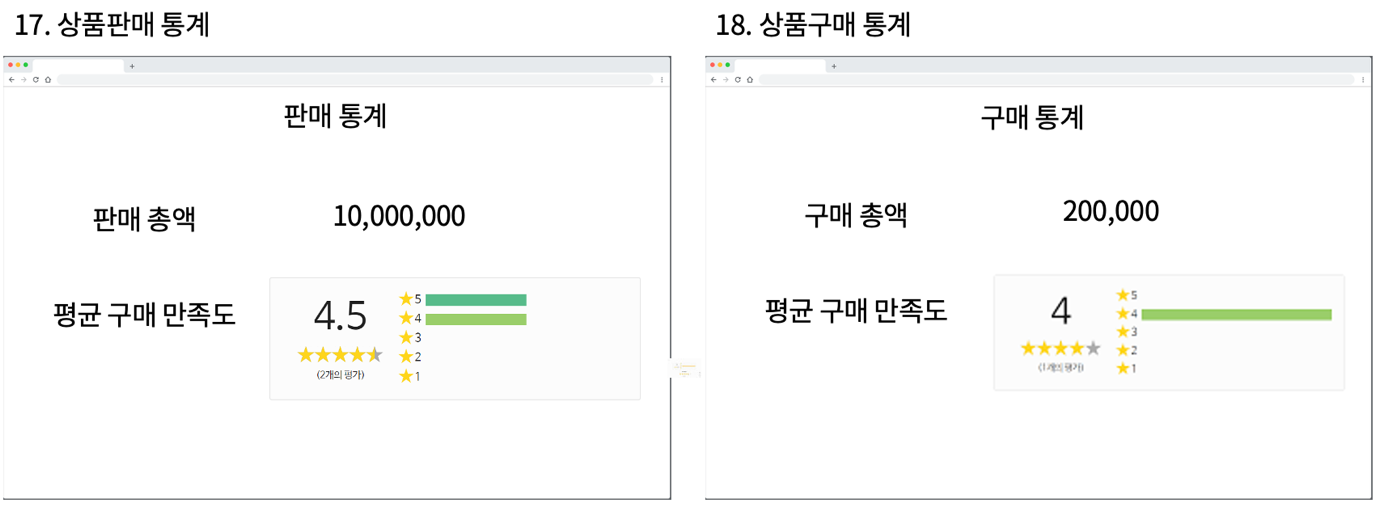 17. 상품판매 통계
판매 통계
판매 총액
10,000,000
평균 구매 만족도
4.5
(2개의 평가)
5
4
3
2
1
18. 상품구매 통계
구매 통계
구매 총액
200,000
평균 구매 만족도
4
(1개의 평가)
5
4
3
2
1